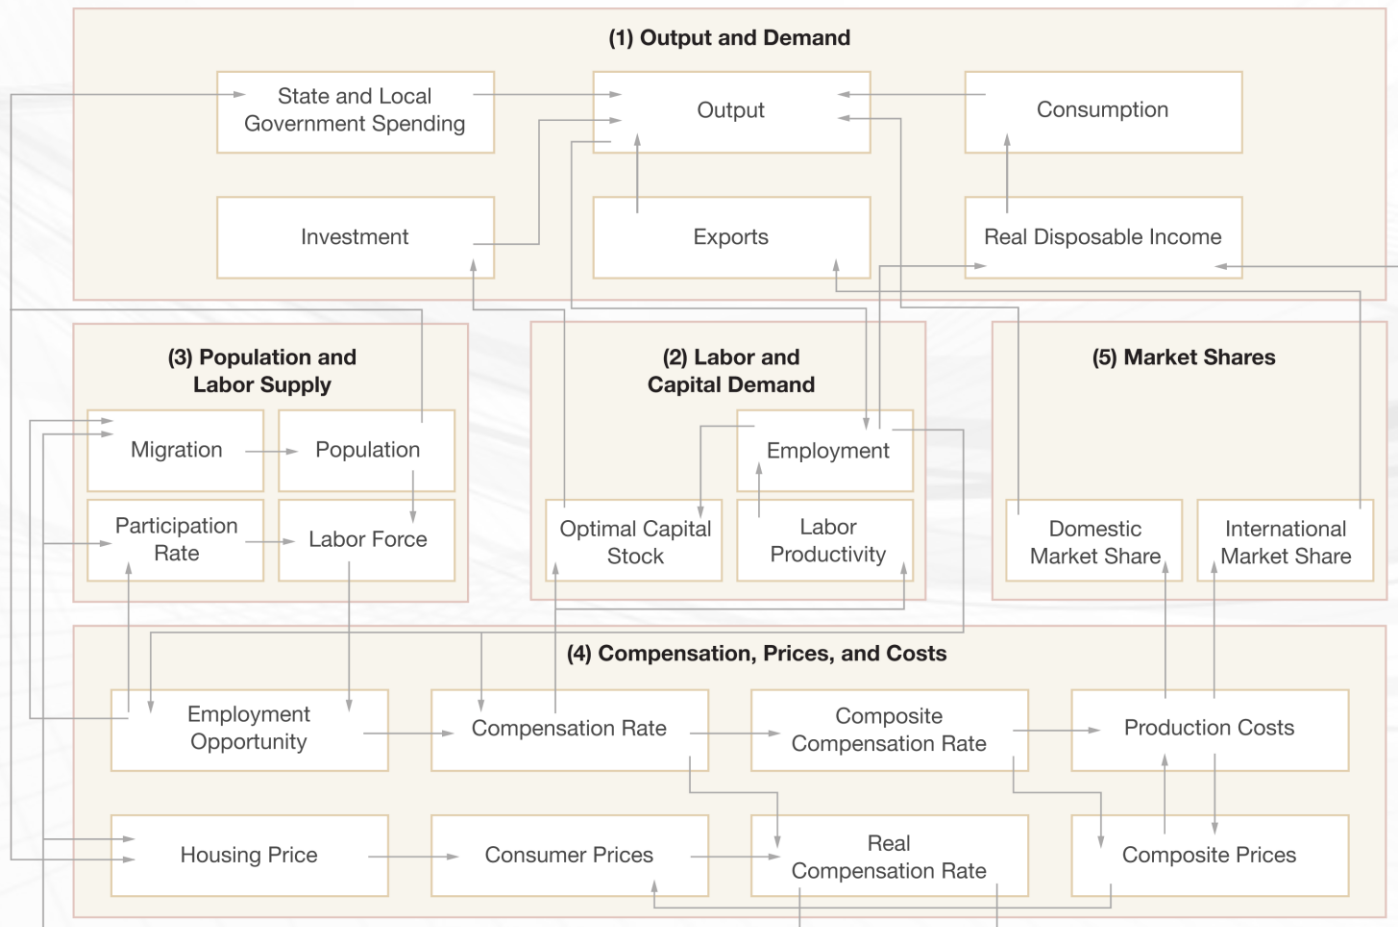 (1) Output and Demand
State and Local
Government Spending
Output
Consumption
Investment
Exports
Real Disposable Income
(3) Population and
Labor Supply
Migration
Population
Participation
Rate
Labor Force
(2) Labor and
Capital Demand
Employment
Optimal Capital
Stock
Labor
Productivity
(5) Market Shares
Domestic
Market Share
International
Market Share
(4) Compensation, Prices, and Costs
Employment
Opportunity
Compensation Rate
Composite
Compensation Rate
Production Costs
Housing Price
Consumer Prices
Real
Compensation Rate
Composite Prices